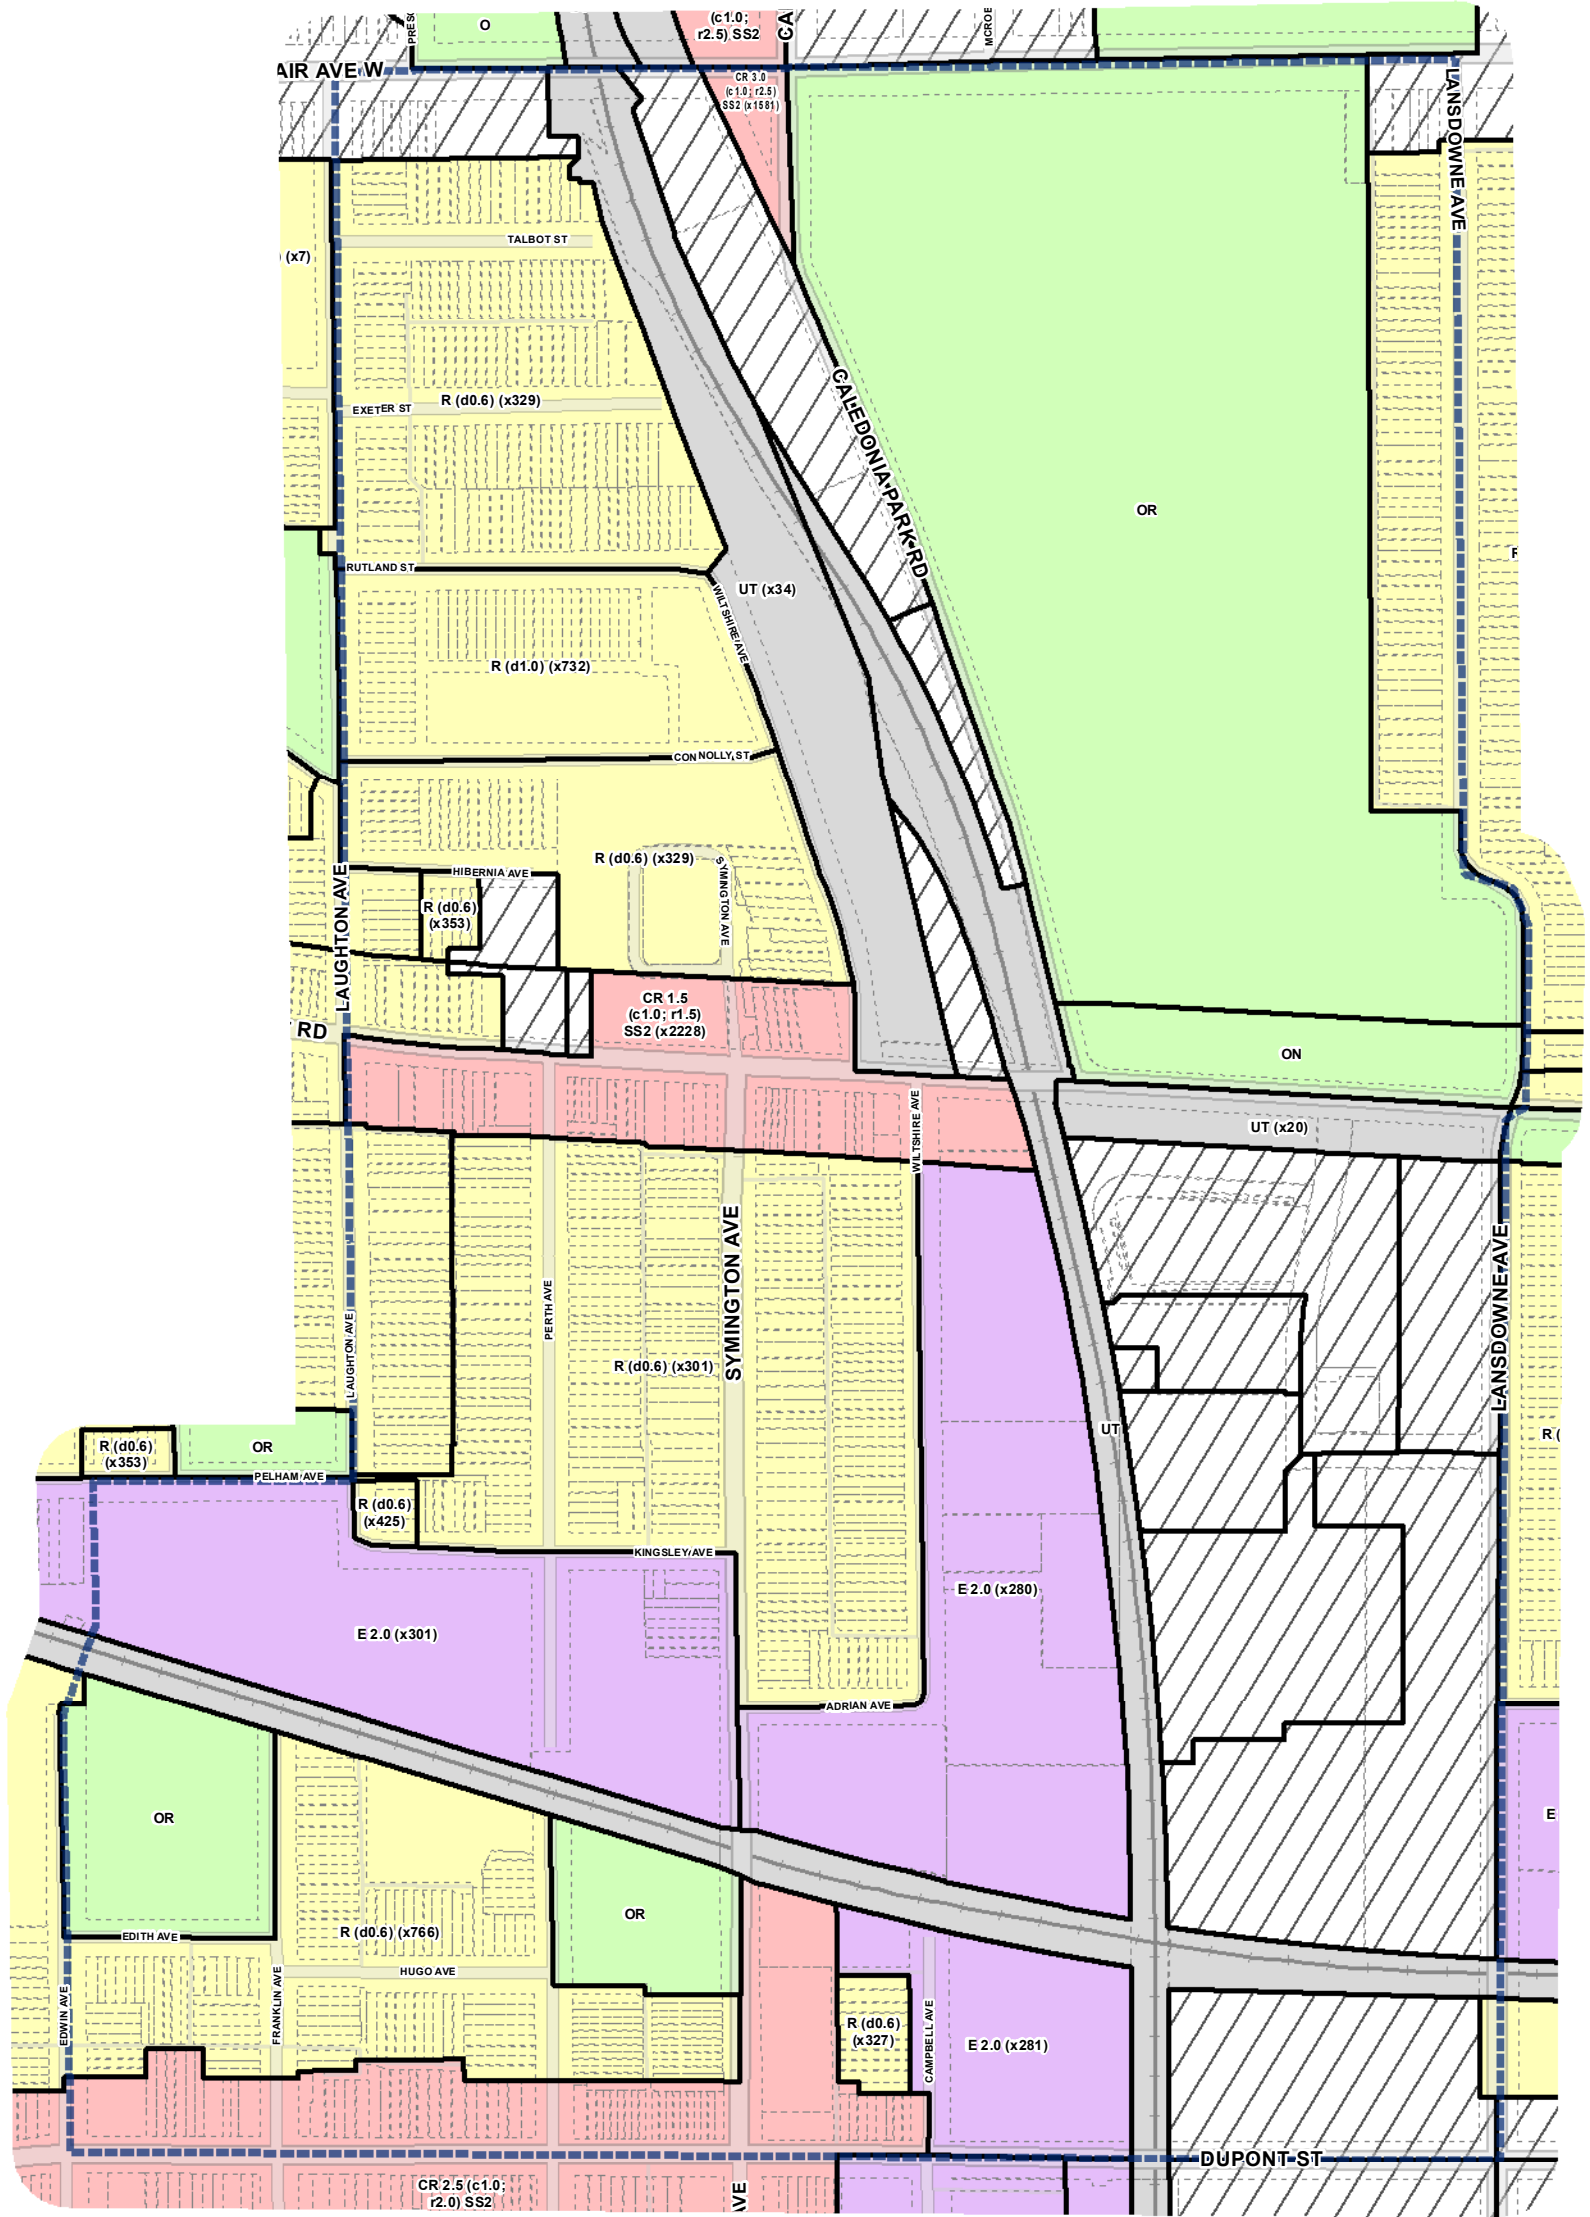 O
PRESC
(c1.0;
r2.5) SS2
CA
MCROE
AIR AVE W
CR 3.0
(c1.0; r2.5)
SS2 (x1581)
LANSDOWNE AVE
TALBOT ST
(x7)
CALEDONIA PARK RD
EXETER ST
R (d0.6) (x329)
OR
RUTLAND ST
UT (x34)
WILTSHIRE AVE
R (d1.0) (x732)
CONNOLLY ST
R (d0.6) (x329)
SYMINGTON AVE
HIBERNIA AVE
R (d0.6)
(x353)
LAUGHTON AVE
CR 1.5
(c1.0; r1.5)
SS2 (x2228)
RD
ON
WILTSHIRE AVE
UT (x20)
SYMINGTON AVE
LANSDOWNE AVE
PERTH AVE
LAUGHTON AVE
R (d0.6) (x301)
UT
R (d0.6)
(x353)
OR
R (
PELHAM AVE
R (d0.6)
(x425)
KINGSLEY AVE
E 2.0 (x280)
E 2.0 (x301)
ADRIAN AVE
OR
E
OR
R (d0.6) (x766)
EDITH AVE
HUGO AVE
EDWIN AVE
FRANKLIN AVE
R (d0.6)
(x327)
CAMPBELL AVE
E 2.0 (x281)
DUPONT ST
CR 2.5 (c1.0;
r2.0) SS2
AVE